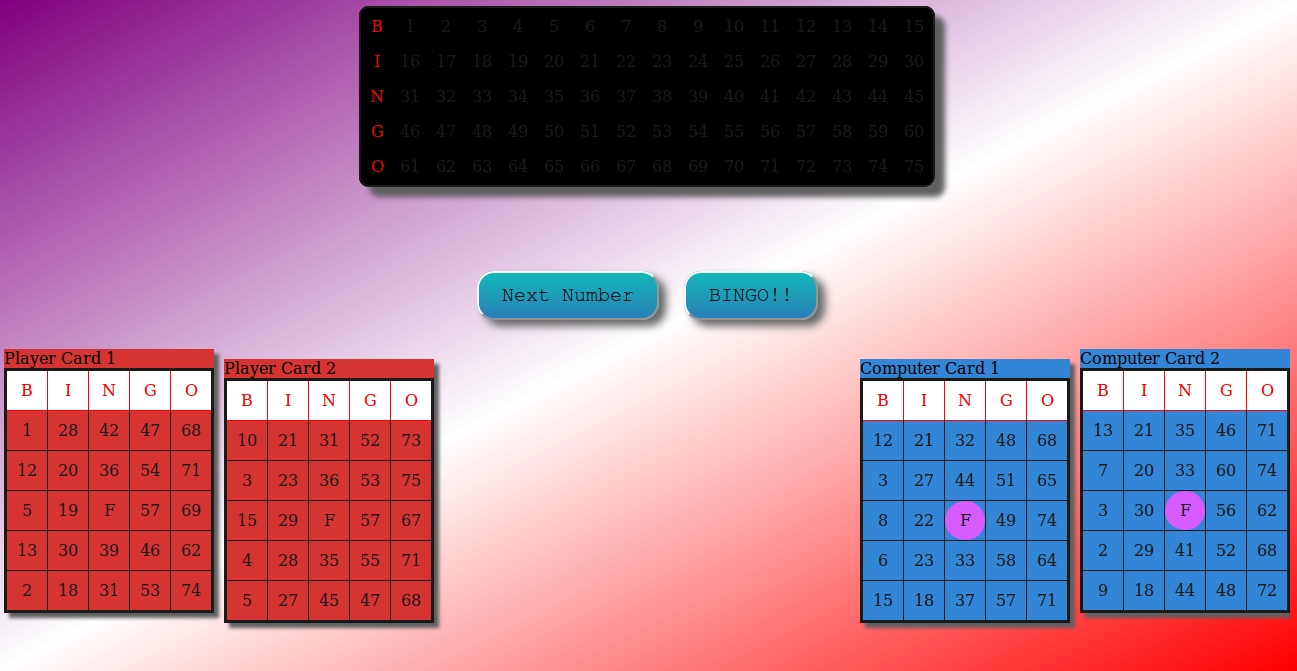 B 1 2 3 4 5 6 7 8 9 10 11 12 13 14 15
I 16 17 18 19 20 21 22 23 24 25 26 27 28 29 30
N 31 32 33 34 35 36 37 38 39 40 41 42 43 44 45
G 46 47 48 49 50 51 52 53 54 55 56 57 58 59 60
O 61 62 63 64 65 66 67 68 69 70 71 72 73 74 75
Next Number
BINGO!!
Player Card 1
B I N G O
1 28 42 47 68
12 20 36 54 71
5 19 F 57 69
13 30 39 46 62
2 18 31 53 74
Player Card 2
B I N G O
10 21 31 52 73
3 23 36 53 75
15 29 F 57 67
4 28 35 55 71
5 27 45 47 68
Computer Card 1
B I N G O
12 21 32 48 68
3 27 44 51 65
8 22 F 49 74
6 23 33 58 64
15 18 37 57 71
Computer Card 2
B I N G O
13 21 35 46 71
7 20 33 60 74
3 30 F 56 62
2 29 41 52 68
9 18 44 48 72